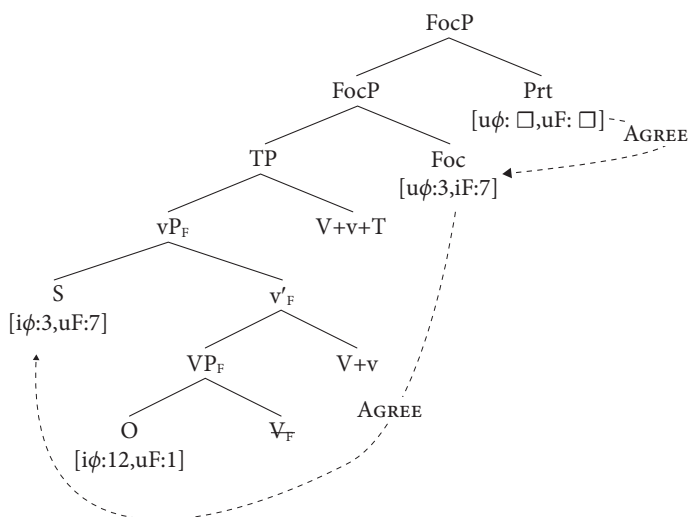 FocP
FocP Prt
[uϕ: ☐,uF: ☐]
AGREE
TP Foc
[uϕ:3,iF:7]
vP_F V+v+T
S v′_F
[iϕ:3,uF:7]
VP_F V+v
AGREE
O V_F
[iϕ:12,uF:1]